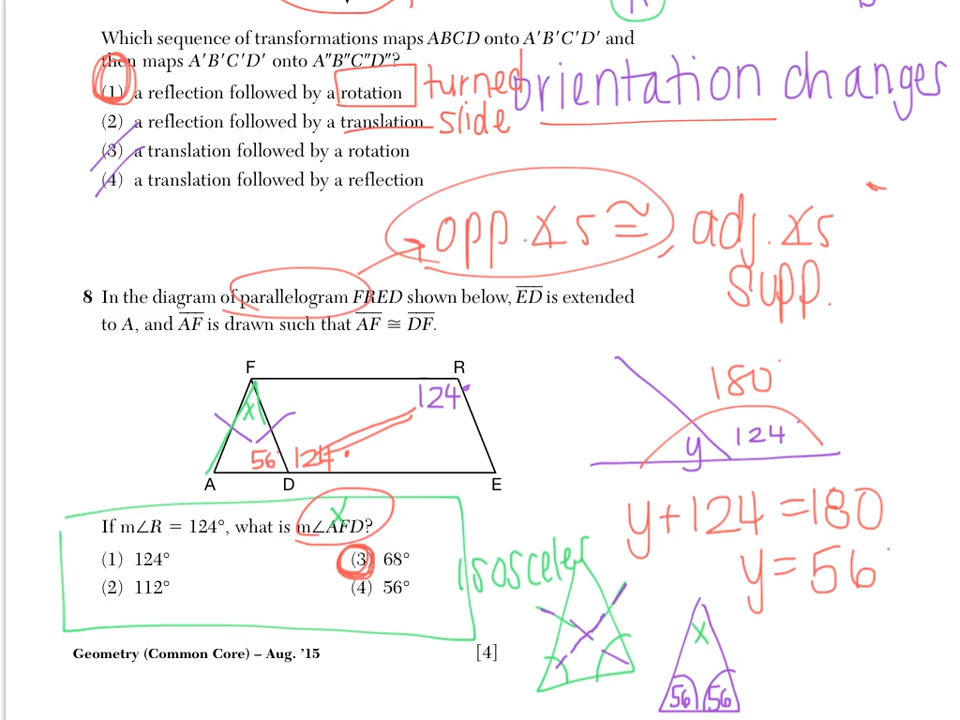 Which sequence of transformations maps ABCD onto A′B′C′D′ and
then maps A′B′C′D′ onto A″B″C″D″?
(1) a reflection followed by a rotation
turned
orientation changes
(2) a reflection followed by a translation
slide
(3) a translation followed by a rotation
(4) a translation followed by a reflection
opp. ∡s ≅, adj. ∡s
supp.
8 In the diagram of parallelogram FRED shown below, ED is extended
to A, and AF is drawn such that AF ≅ DF.
F R
x
124°
56 124°
A D E
180°
y 124
If m∠R = 124°, what is m∠AFD?
x
(1) 124° (3) 68°
(2) 112° (4) 56°
y + 124 = 180
y = 56°
Isosceles
x
56 56
Geometry (Common Core) – Aug. ’15 [4]